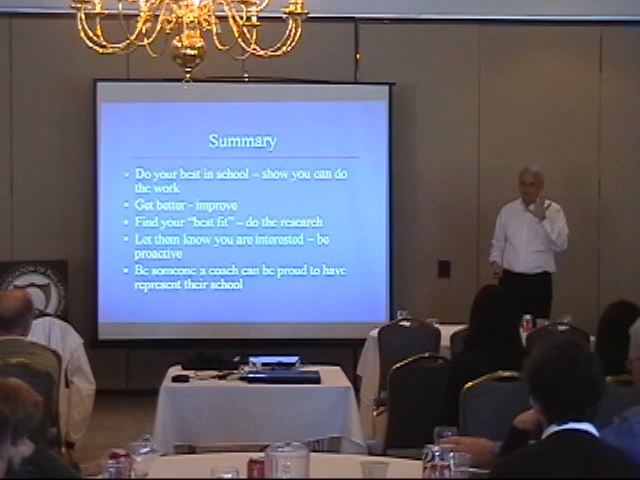 Summary
• Do your best in school – show you can do
the work
• Get better - improve
• Find your "best fit" – do the research
• Let them know you are interested – be
proactive
• Be someone a coach can be proud to have
represent their school